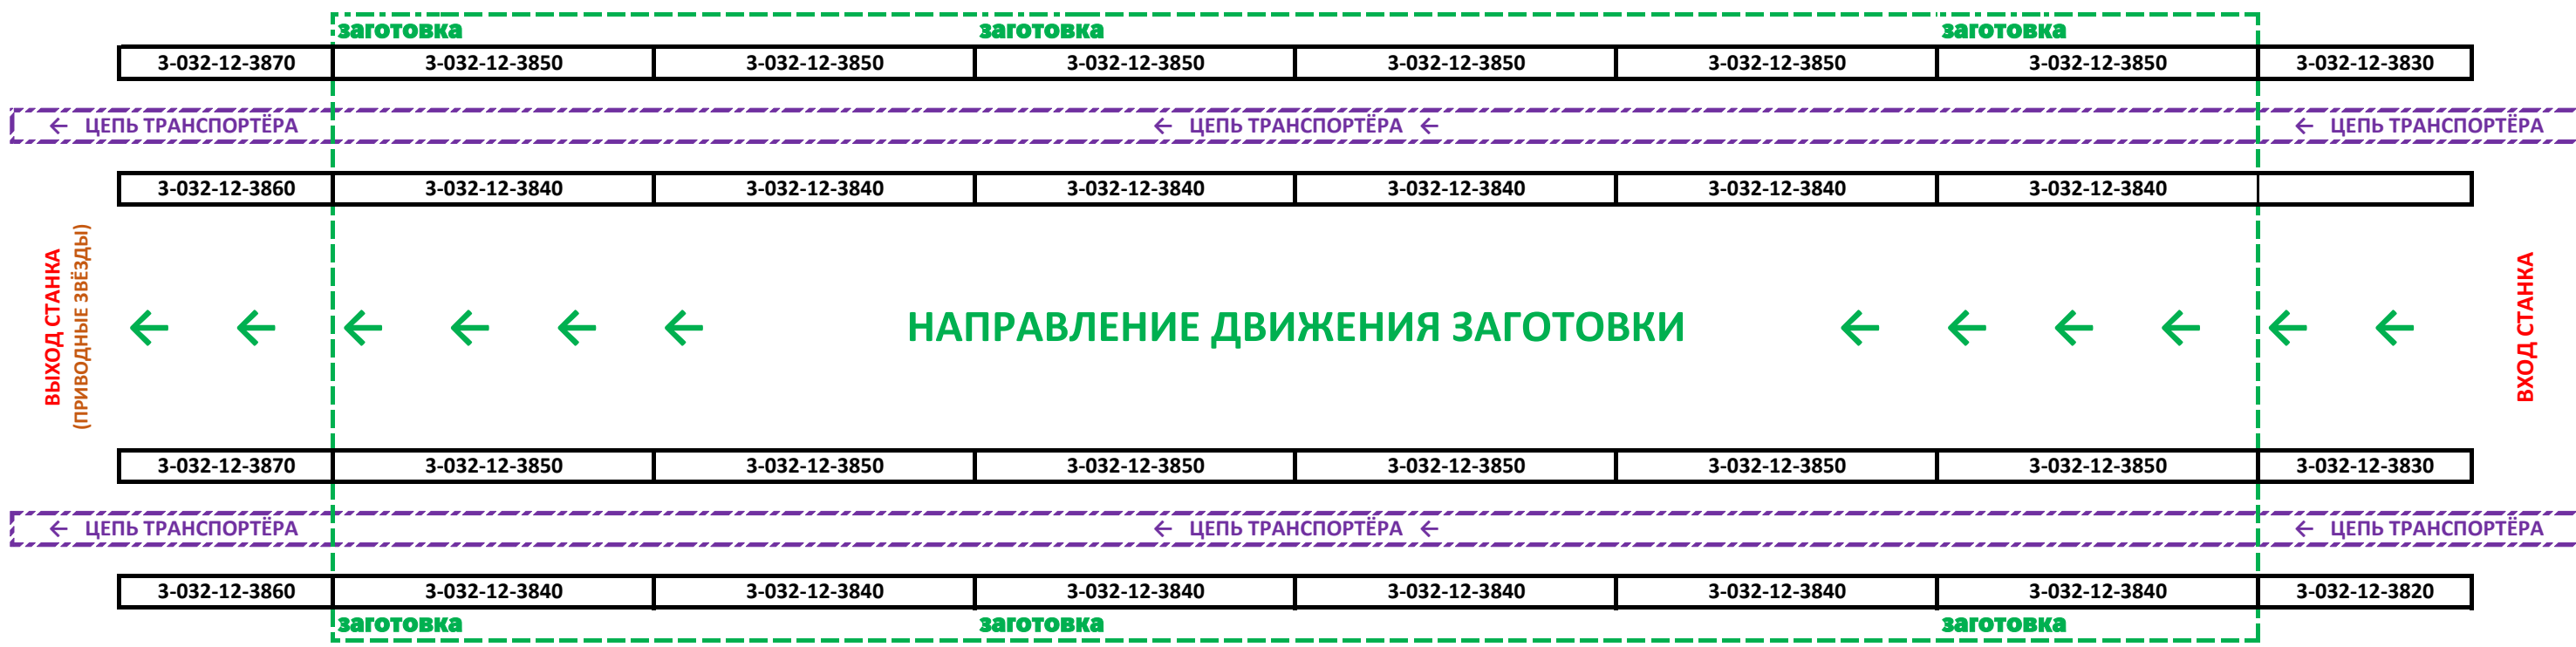 заготовка заготовка заготовка
3-032-12-3870 3-032-12-3850 3-032-12-3850 3-032-12-3850 3-032-12-3850 3-032-12-3850 3-032-12-3850 3-032-12-3830
← ЦЕПЬ ТРАНСПОРТЁРА ← ЦЕПЬ ТРАНСПОРТЁРА ← ← ЦЕПЬ ТРАНСПОРТЁРА
3-032-12-3860 3-032-12-3840 3-032-12-3840 3-032-12-3840 3-032-12-3840 3-032-12-3840 3-032-12-3840
ВЫХОД СТАНКА
(ПРИВОДНЫЕ ЗВЁЗДЫ)
← ← ← ← ← ← НАПРАВЛЕНИЕ ДВИЖЕНИЯ ЗАГОТОВКИ ← ← ← ← ← ←
ВХОД СТАНКА
3-032-12-3870 3-032-12-3850 3-032-12-3850 3-032-12-3850 3-032-12-3850 3-032-12-3850 3-032-12-3850 3-032-12-3830
← ЦЕПЬ ТРАНСПОРТЁРА ← ЦЕПЬ ТРАНСПОРТЁРА ← ← ЦЕПЬ ТРАНСПОРТЁРА
3-032-12-3860 3-032-12-3840 3-032-12-3840 3-032-12-3840 3-032-12-3840 3-032-12-3840 3-032-12-3840 3-032-12-3820
заготовка заготовка заготовка